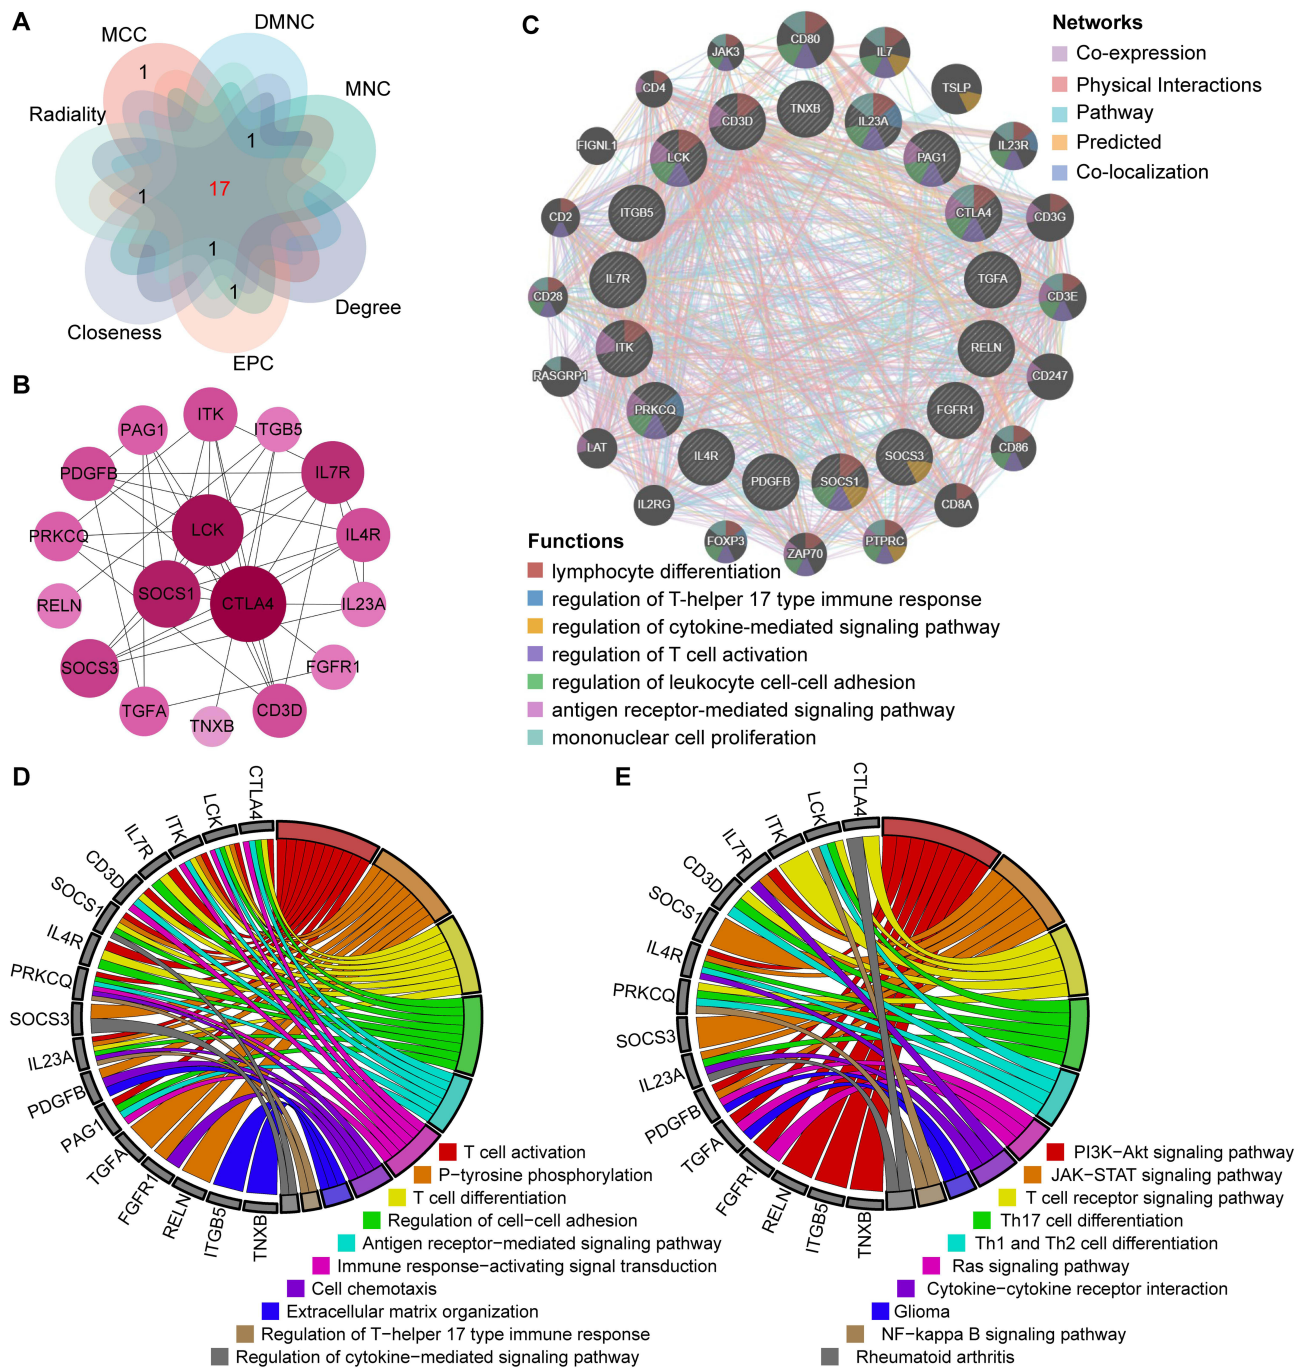 A
MCC
DMNC
MNC
Radiality
Closeness
EPC
Degree
1
1
1
17
1
1
B
ITK
PAG1
ITGB5
PDGFB
IL7R
LCK
PRKCQ
IL4R
SOCS1
CTLA4
RELN
IL23A
SOCS3
FGFR1
TGFA
TNXB
CD3D
C
CD80
JAK3
IL7
CD4
TSLP
TNXB
CD3D
IL23A
FIGNL1
IL23R
LCK
PAG1
ITGB5
CTLA4
CD2
CD3G
IL7R
TGFA
CD28
CD3E
ITK
RELN
RASGRP1
CD247
PRKCQ
FGFR1
LAT
CD86
IL4R
SOCS3
PDGFB
SOCS1
IL2RG
CD8A
FOXP3
ZAP70
PTPRC
Networks
Co-expression
Physical Interactions
Pathway
Predicted
Co-localization
Functions
lymphocyte differentiation
regulation of T-helper 17 type immune response
regulation of cytokine-mediated signaling pathway
regulation of T cell activation
regulation of leukocyte cell-cell adhesion
antigen receptor-mediated signaling pathway
mononuclear cell proliferation
D
CTLA4
LCK
ITK
IL7R
CD3D
SOCS1
IL4R
PRKCQ
SOCS3
IL23A
PDGFB
PAG1
TGFA
FGFR1
RELN
ITGB5
TNXB
T cell activation
P−tyrosine phosphorylation
T cell differentiation
Regulation of cell−cell adhesion
Antigen receptor−mediated signaling pathway
Immune response−activating signal transduction
Cell chemotaxis
Extracellular matrix organization
Regulation of T−helper 17 type immune response
Regulation of cytokine−mediated signaling pathway
E
CTLA4
LCK
ITK
IL7R
CD3D
SOCS1
IL4R
PRKCQ
SOCS3
IL23A
PDGFB
TGFA
FGFR1
RELN
ITGB5
TNXB
PI3K−Akt signaling pathway
JAK−STAT signaling pathway
T cell receptor signaling pathway
Th17 cell differentiation
Th1 and Th2 cell differentiation
Ras signaling pathway
Cytokine−cytokine receptor interaction
Glioma
NF−kappa B signaling pathway
Rheumatoid arthritis